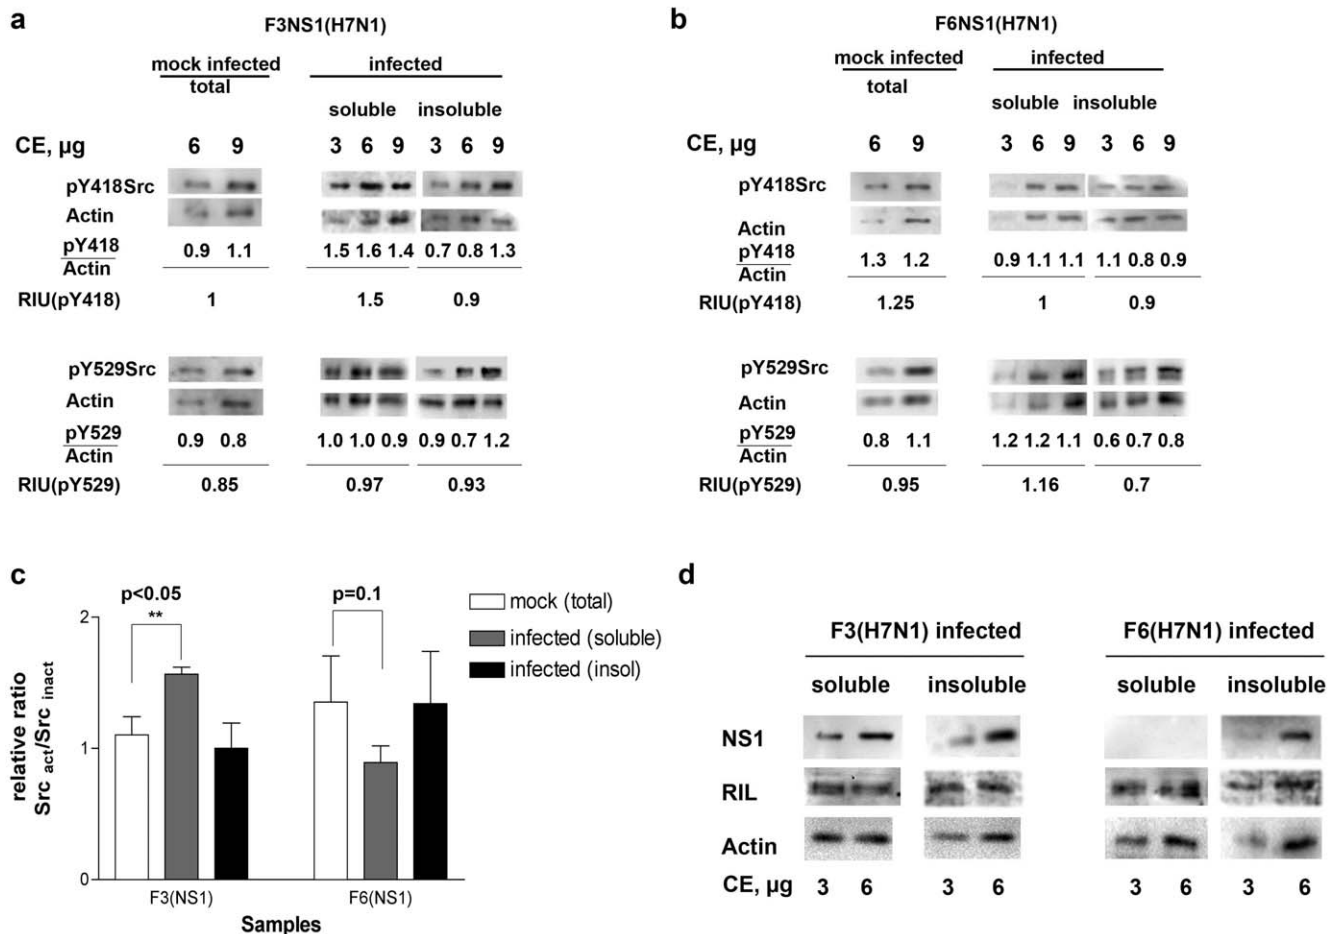 a
F3NS1(H7N1)
mock infected
infected
total
soluble insoluble
CE, µg 6 9 3 6 9 3 6 9
pY418Src
Actin
pY418
Actin
0.9 1.1 1.5 1.6 1.4 0.7 0.8 1.3
RIU(pY418) 1 1.5 0.9
pY529Src
Actin
pY529
Actin
0.9 0.8 1.0 1.0 0.9 0.9 0.7 1.2
RIU(pY529) 0.85 0.97 0.93
b
F6NS1(H7N1)
mock infected
infected
total
soluble insoluble
CE, µg 6 9 3 6 9 3 6 9
pY418Src
Actin
pY418
Actin
1.3 1.2 0.9 1.1 1.1 1.1 0.8 0.9
RIU(pY418) 1.25 1 0.9
pY529Src
Actin
pY529
Actin
0.8 1.1 1.2 1.2 1.1 0.6 0.7 0.8
RIU(pY529) 0.95 1.16 0.7
c
p<0.05
**
p=0.1
mock (total)
infected (soluble)
infected (insol)
relative ratio
Src act/Src inact
2
1
0
F3(NS1) F6(NS1)
Samples
d
F3(H7N1) infected F6(H7N1) infected
soluble insoluble soluble insoluble
NS1
RIL
Actin
CE, µg 3 6 3 6 3 6 3 6